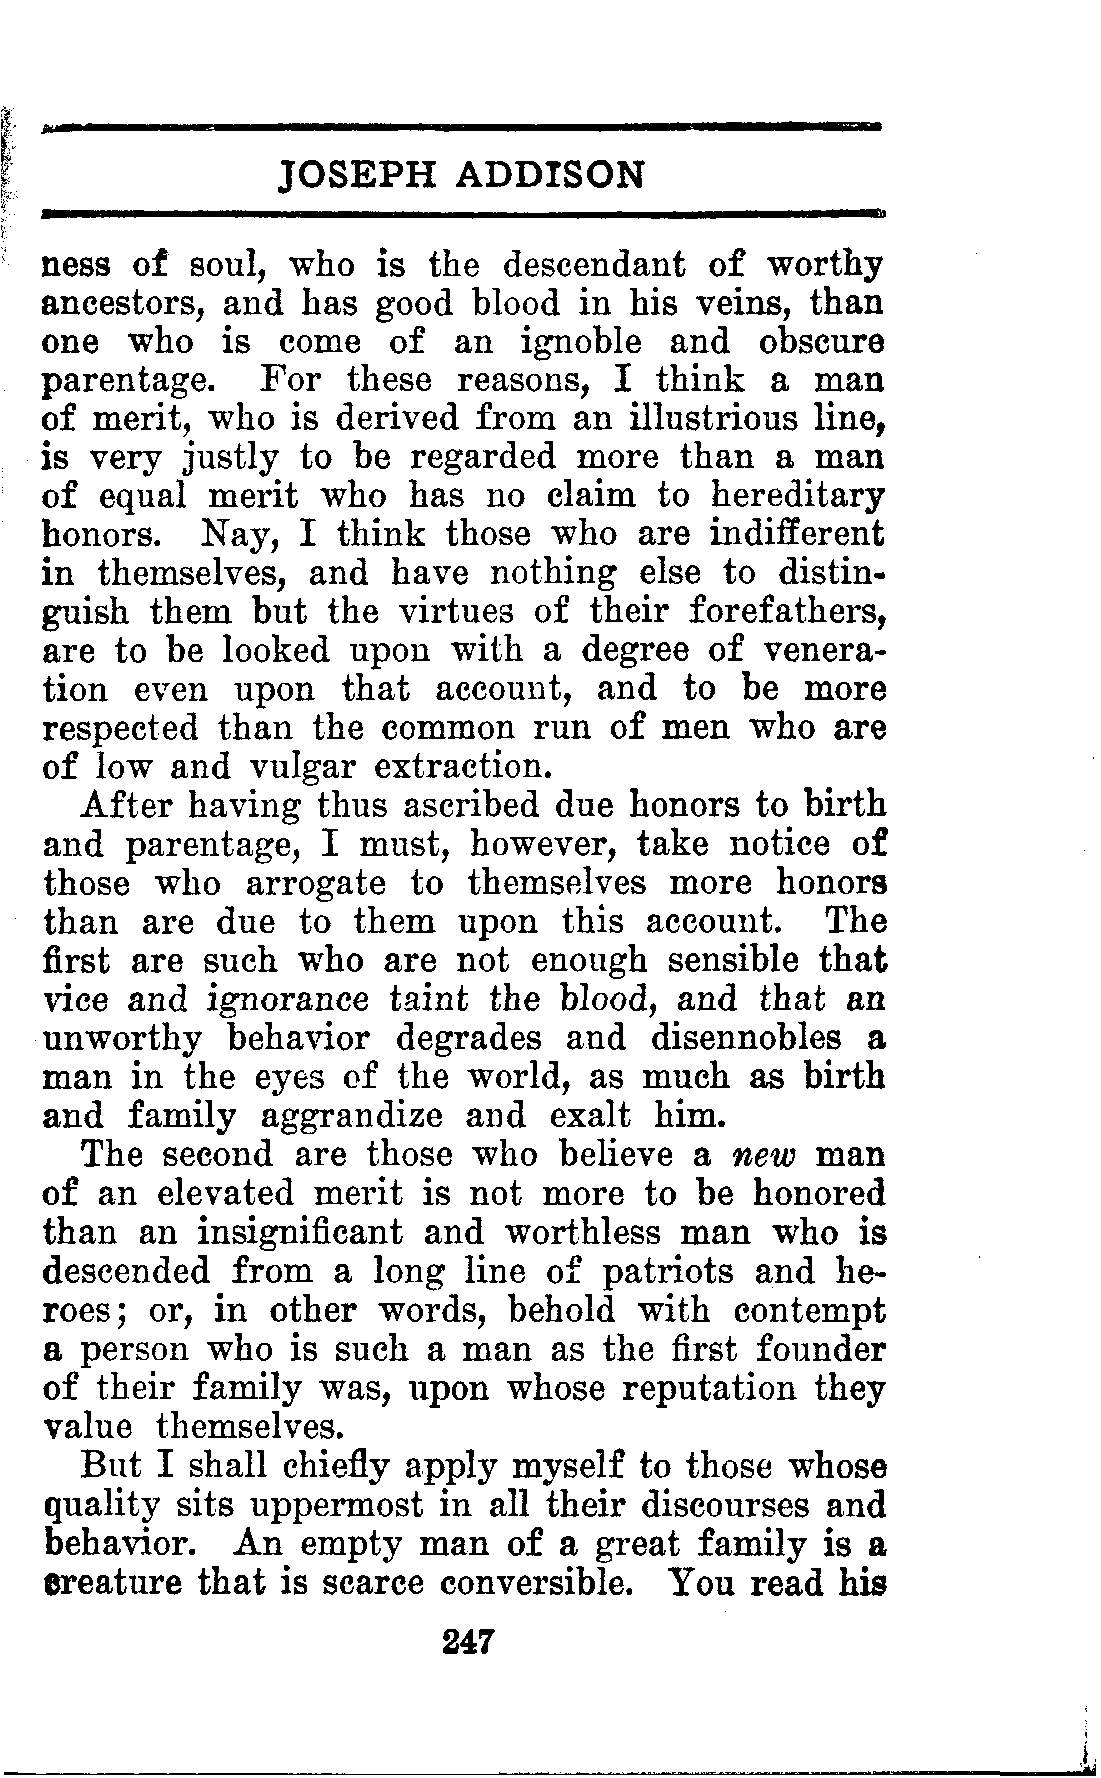 JOSEPH ADDISON
ness of soul, who is the descendant of worthy
ancestors, and has good blood in his veins, than
one who is come of an ignoble and obscure
parentage. For these reasons, I think a man
of merit, who is derived from an illustrious line,
is very justly to be regarded more than a man
of equal merit who has no claim to hereditary
honors. Nay, I think those who are indifferent
in themselves, and have nothing else to distin-
guish them but the virtues of their forefathers,
are to be looked upon with a degree of venera-
tion even upon that account, and to be more
respected than the common run of men who are
of low and vulgar extraction.
After having thus ascribed due honors to birth
and parentage, I must, however, take notice of
those who arrogate to themselves more honors
than are due to them upon this account. The
first are such who are not enough sensible that
vice and ignorance taint the blood, and that an
unworthy behavior degrades and disennobles a
man in the eyes of the world, as much as birth
and family aggrandize and exalt him.
The second are those who believe a new man
of an elevated merit is not more to be honored
than an insignificant and worthless man who is
descended from a long line of patriots and he-
roes; or, in other words, behold with contempt
a person who is such a man as the first founder
of their family was, upon whose reputation they
value themselves.
But I shall chiefly apply myself to those whose
quality sits uppermost in all their discourses and
behavior. An empty man of a great family is a
creature that is scarce conversible. You read his
247